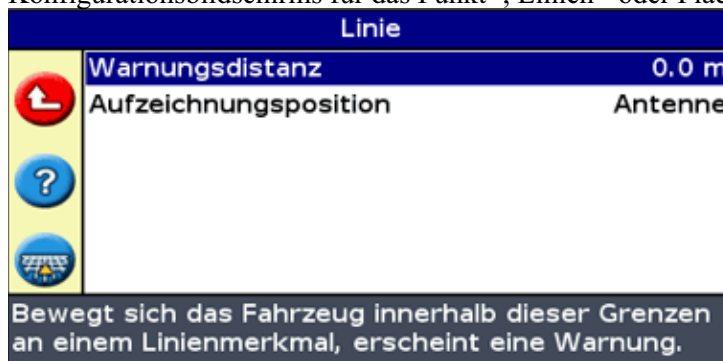 Linie
Warnungsdistanz 0.0 m
Aufzeichnungsposition Antenne
?
Bewegt sich das Fahrzeug innerhalb dieser Grenzen
an einem Linienmerkmal, erscheint eine Warnung.